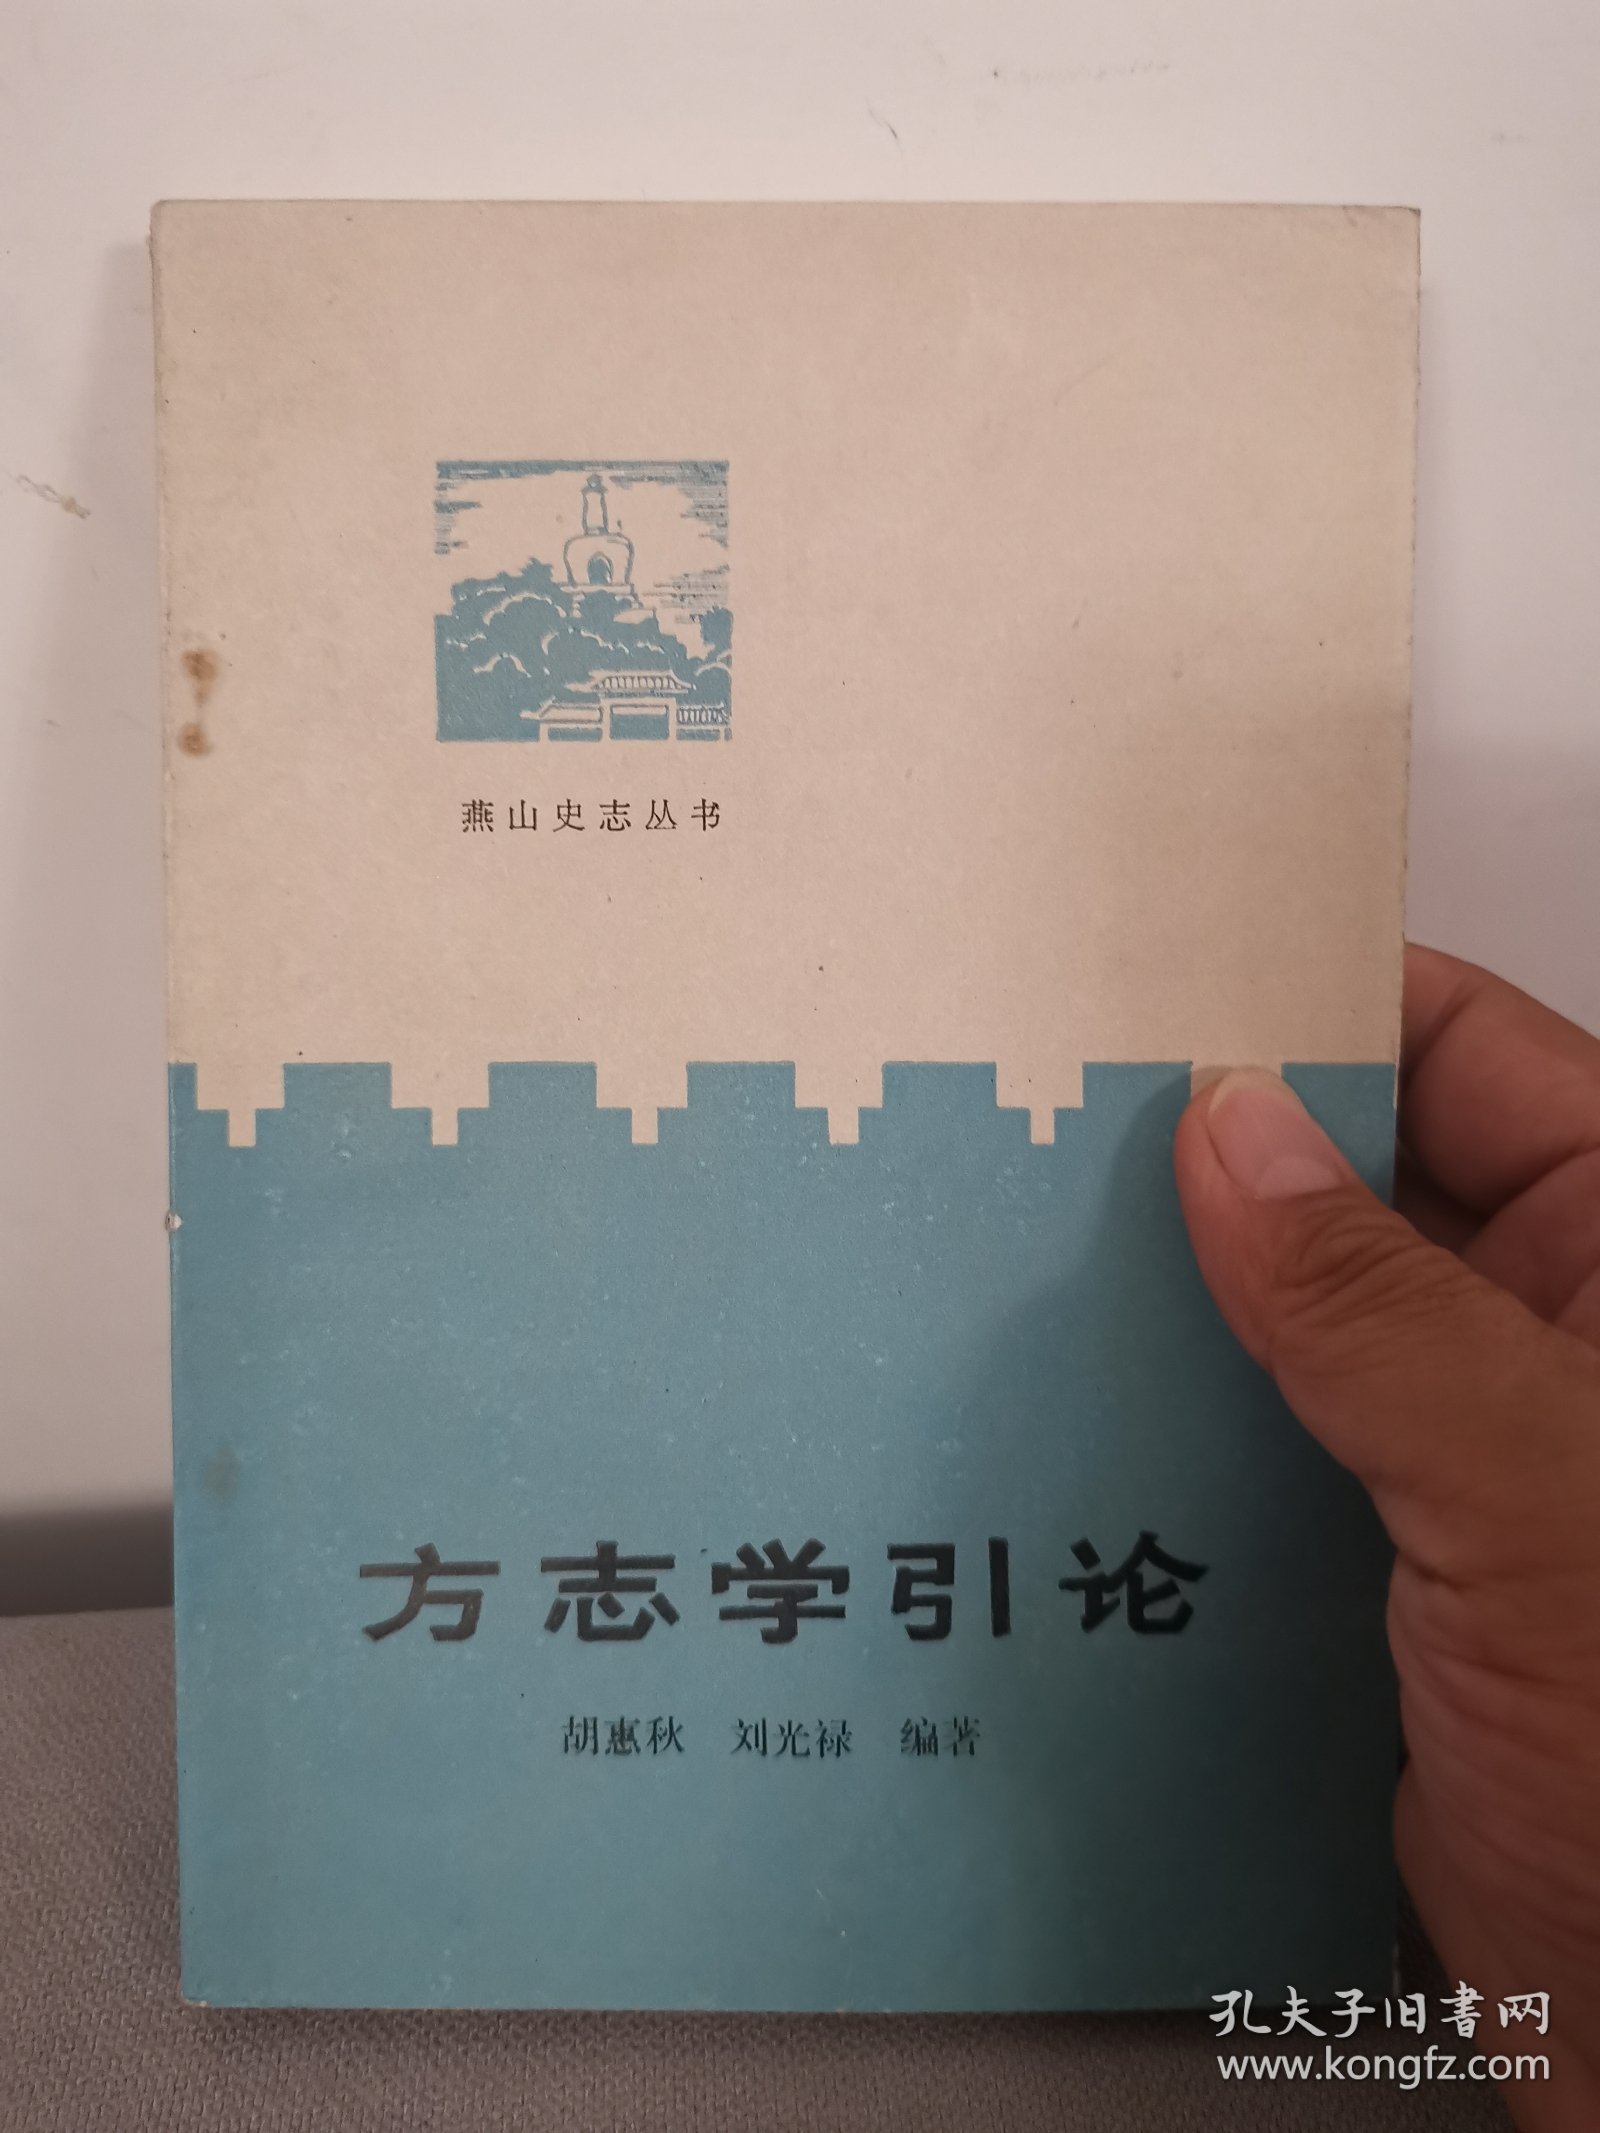 燕山史志丛书
方志学引论
胡惠秋 刘光禄 编著
孔夫子旧書网
www.kongfz.com